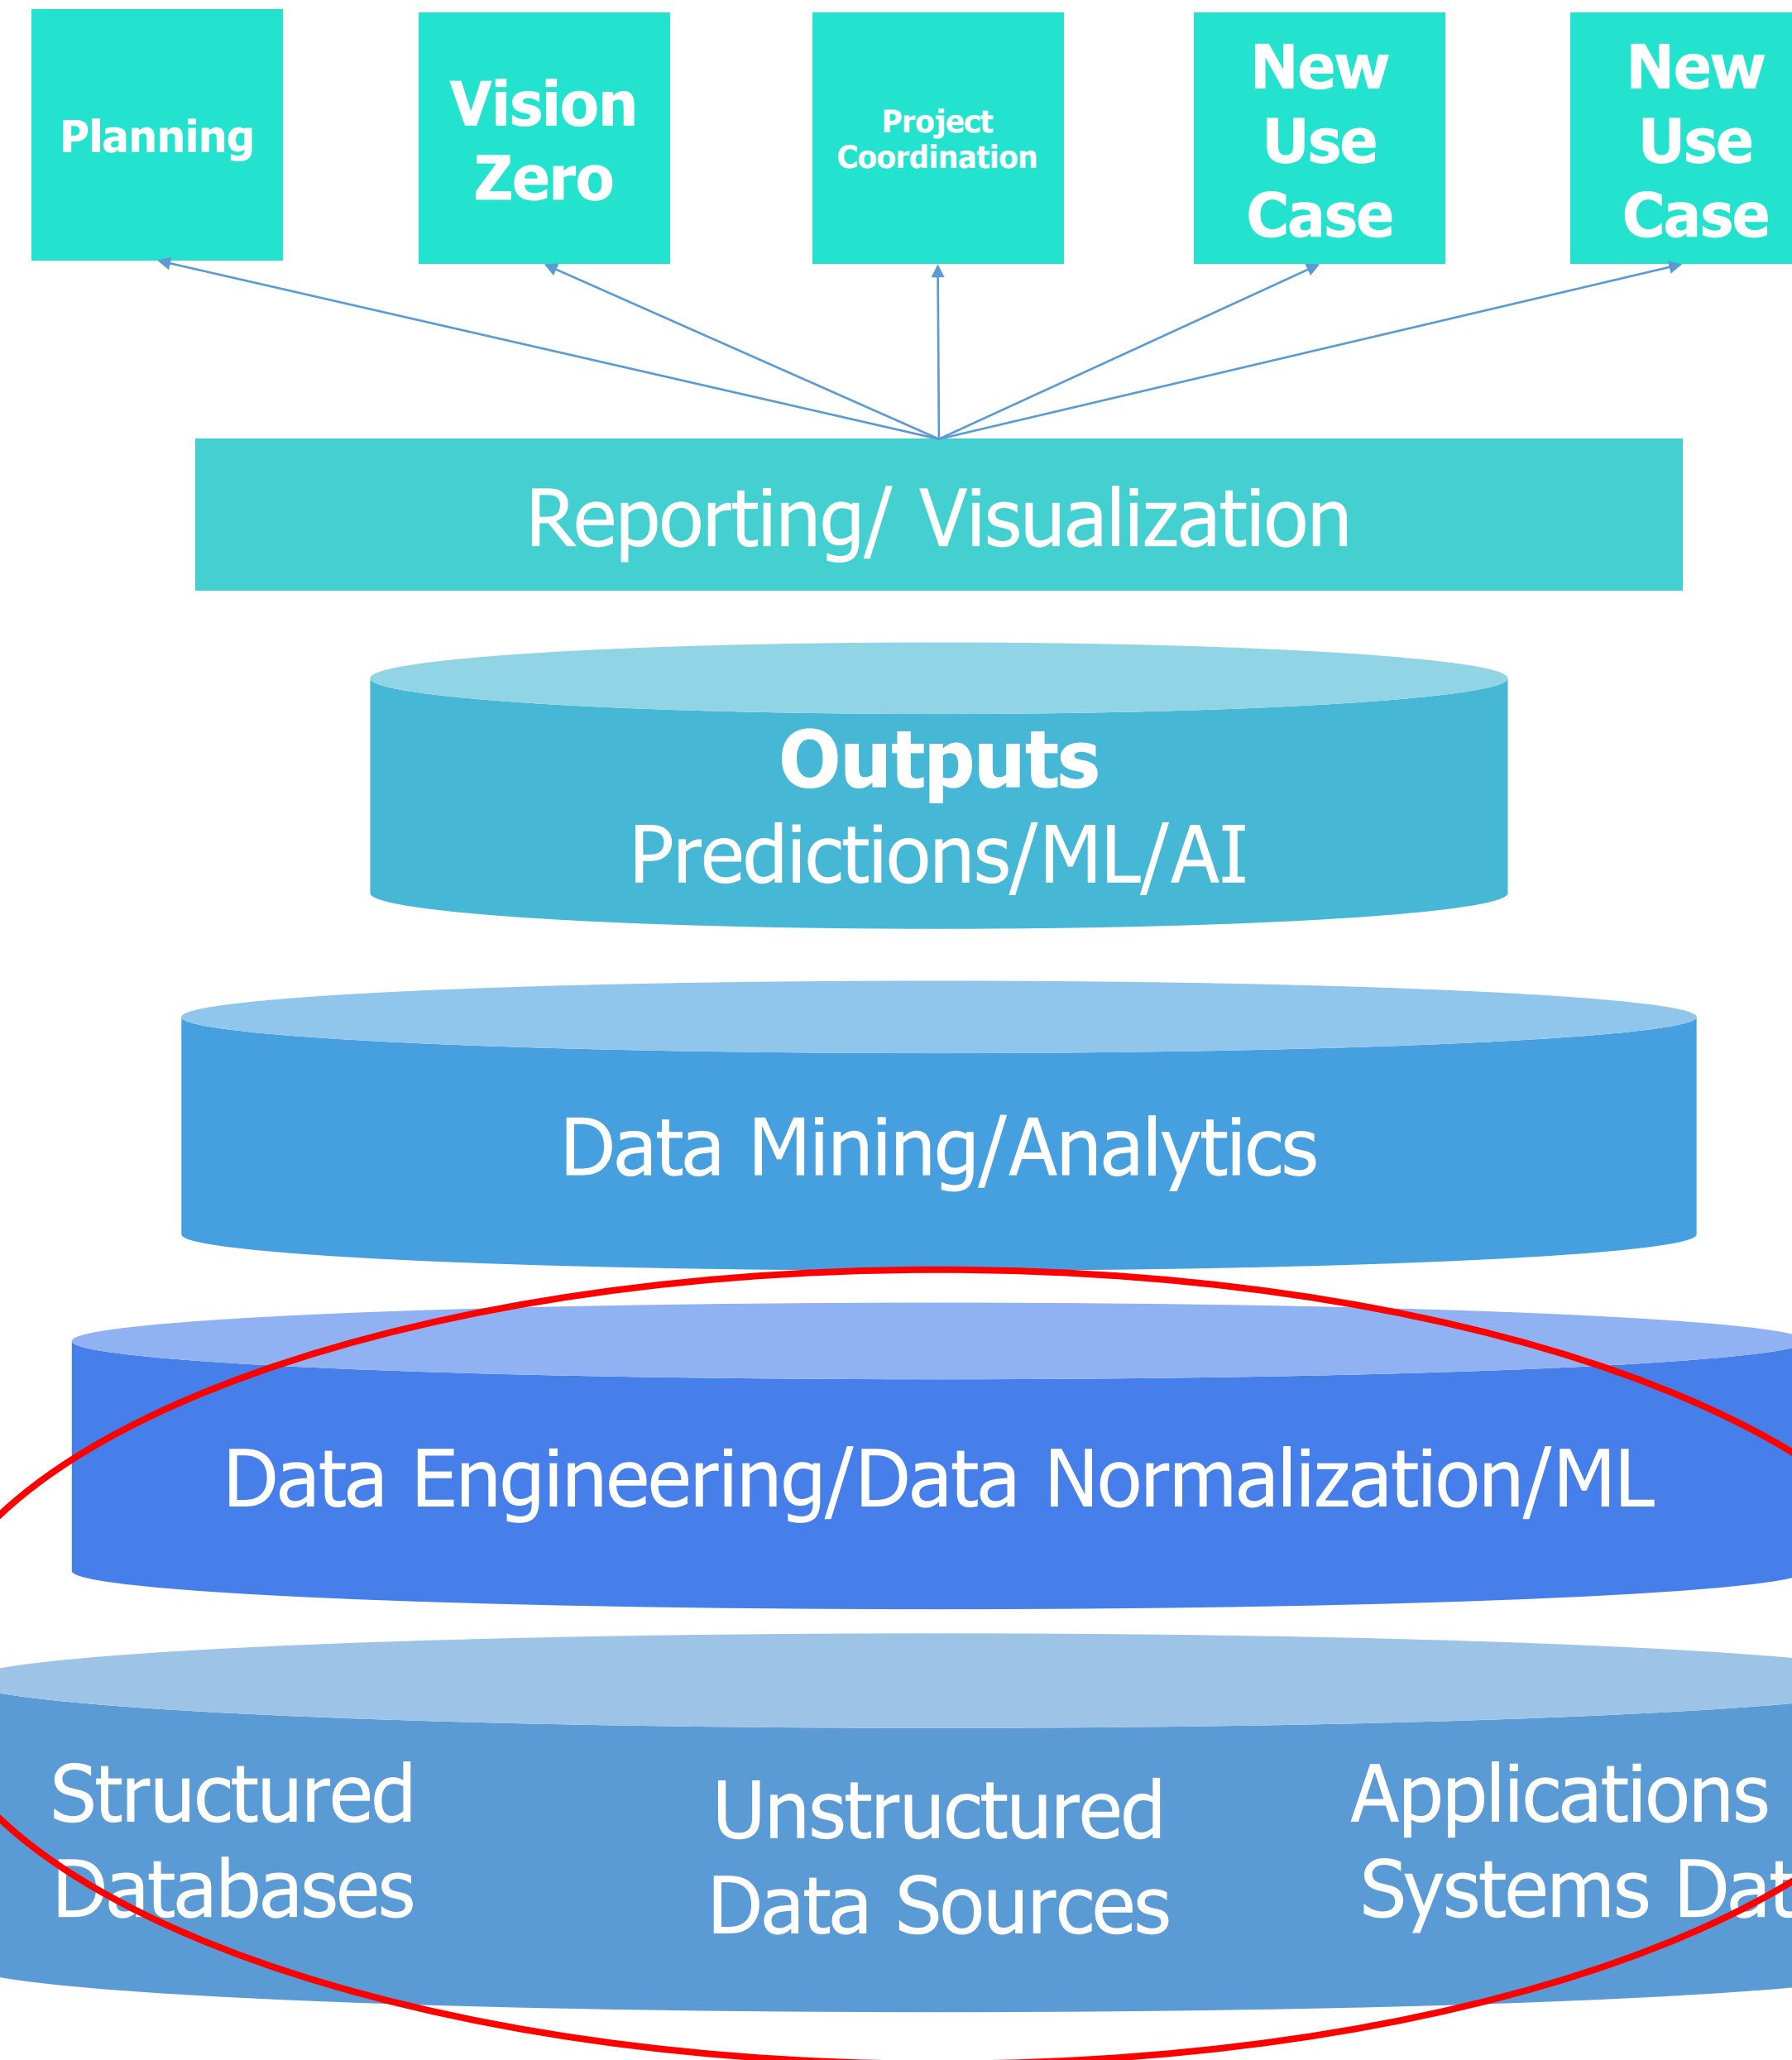 Planning
Vision
Zero
Project
Coordination
New
Use
Case
New
Use
Case
Reporting/ Visualization
Outputs
Predictions/ML/AI
Data Mining/Analytics
Data Engineering/Data Normalization/ML
Structured
Databases
Unstructured
Data Sources
Applications
Systems